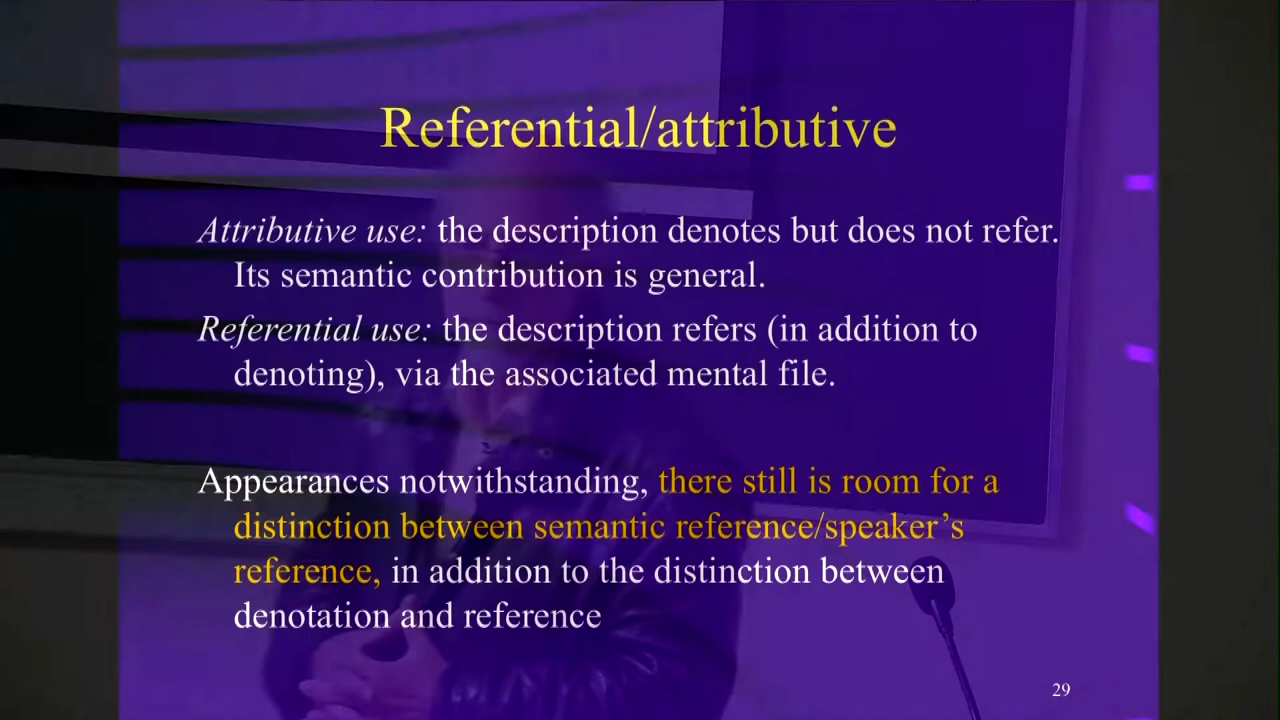 Referential/attributive
Attributive use: the description denotes but does not refer.
Its semantic contribution is general.
Referential use: the description refers (in addition to
denoting), via the associated mental file.
Appearances notwithstanding, there still is room for a
distinction between semantic reference/speaker’s
reference, in addition to the distinction between
denotation and reference
29